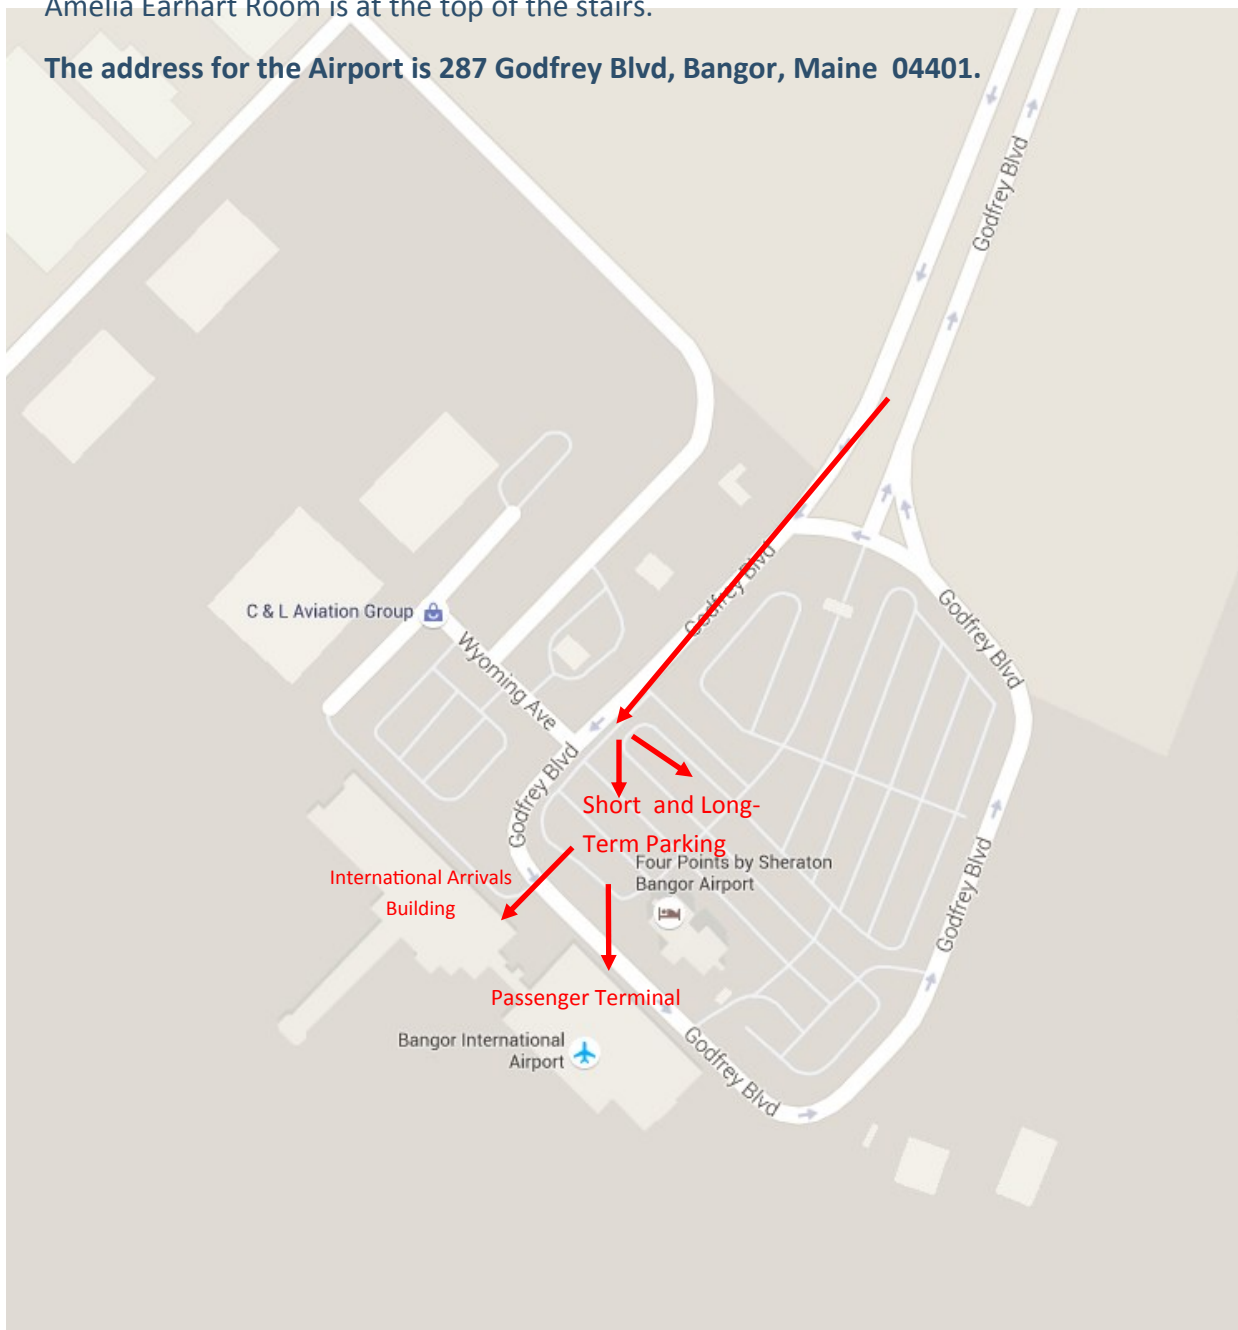 Amelia Earhart Room is at the top of the stairs.
The address for the Airport is 287 Godfrey Blvd, Bangor, Maine  04401.
Godfrey Blvd
Godfrey Blvd
Godfrey Blvd
C & L Aviation Group
Wyoming Ave
Godfrey Blvd
Short  and Long-
Term Parking
Four Points by Sheraton
Bangor Airport
International Arrivals
Building
Godfrey Blvd
Passenger Terminal
Bangor International
Airport
Godfrey Blvd